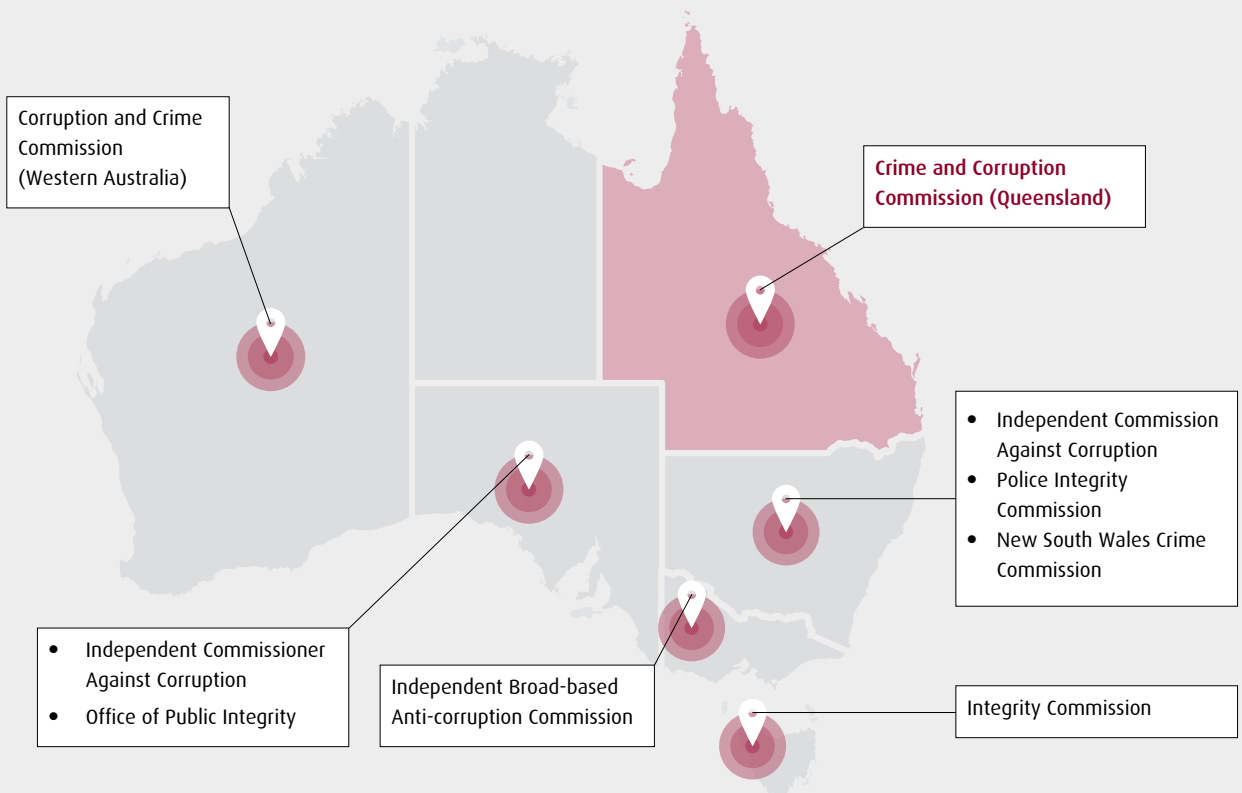 Corruption and Crime
Commission
(Western Australia)
Crime and Corruption
Commission (Queensland)
• Independent Commission
Against Corruption
• Police Integrity
Commission
• New South Wales Crime
Commission
• Independent Commissioner
Against Corruption
• Office of Public Integrity
Independent Broad-based
Anti-corruption Commission
Integrity Commission